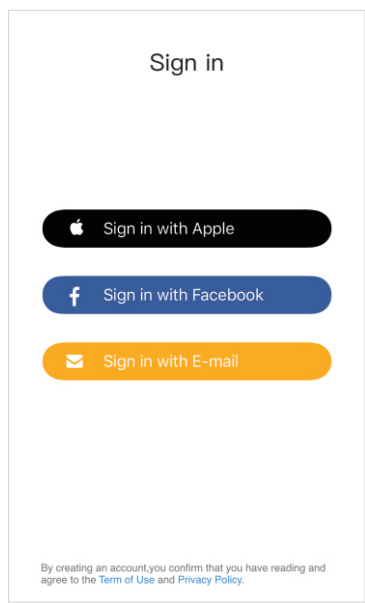 Sign in
Sign in with Apple
Sign in with Facebook
Sign in with E-mail
By creating an account,you confirm that you have reading and
agree to the Term of Use and Privacy Policy.